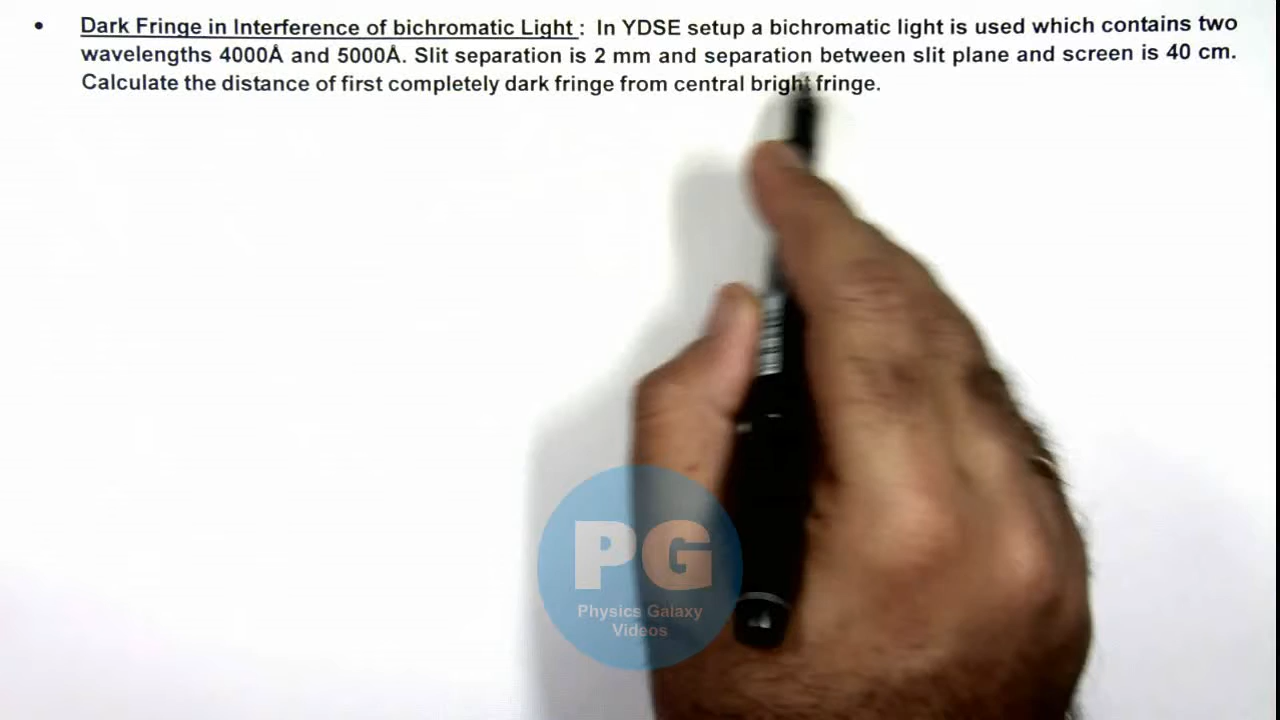 • Dark Fringe in Interference of bichromatic Light : In YDSE setup a bichromatic light is used which contains two
wavelengths 4000Å and 5000Å. Slit separation is 2 mm and separation between slit plane and screen is 40 cm.
Calculate the distance of first completely dark fringe from central bright fringe.
PG
Physics Galaxy
Videos